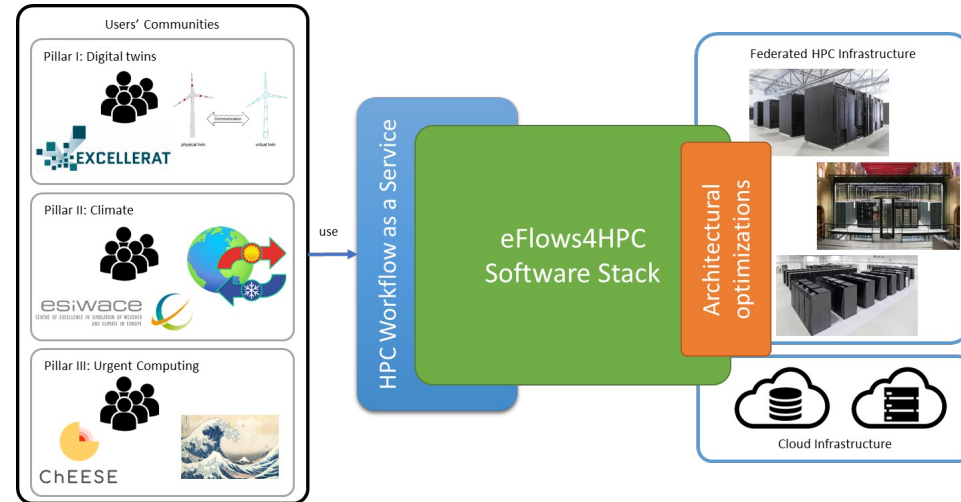 Users' Communities
Pillar I: Digital twins
Communication
physical twin
virtual twin
EXCELLERAT
Pillar II: Climate
esiwace
CENTRE OF EXCELLENCE IN SIMULATION OF WEATHER
AND CLIMATE IN EUROPE
Pillar III: Urgent Computing
ChEESE
use
HPC Workflow as a Service
eFlows4HPC
Software Stack
Architectural
optimizations
Federated HPC Infrastructure
Cloud Infrastructure